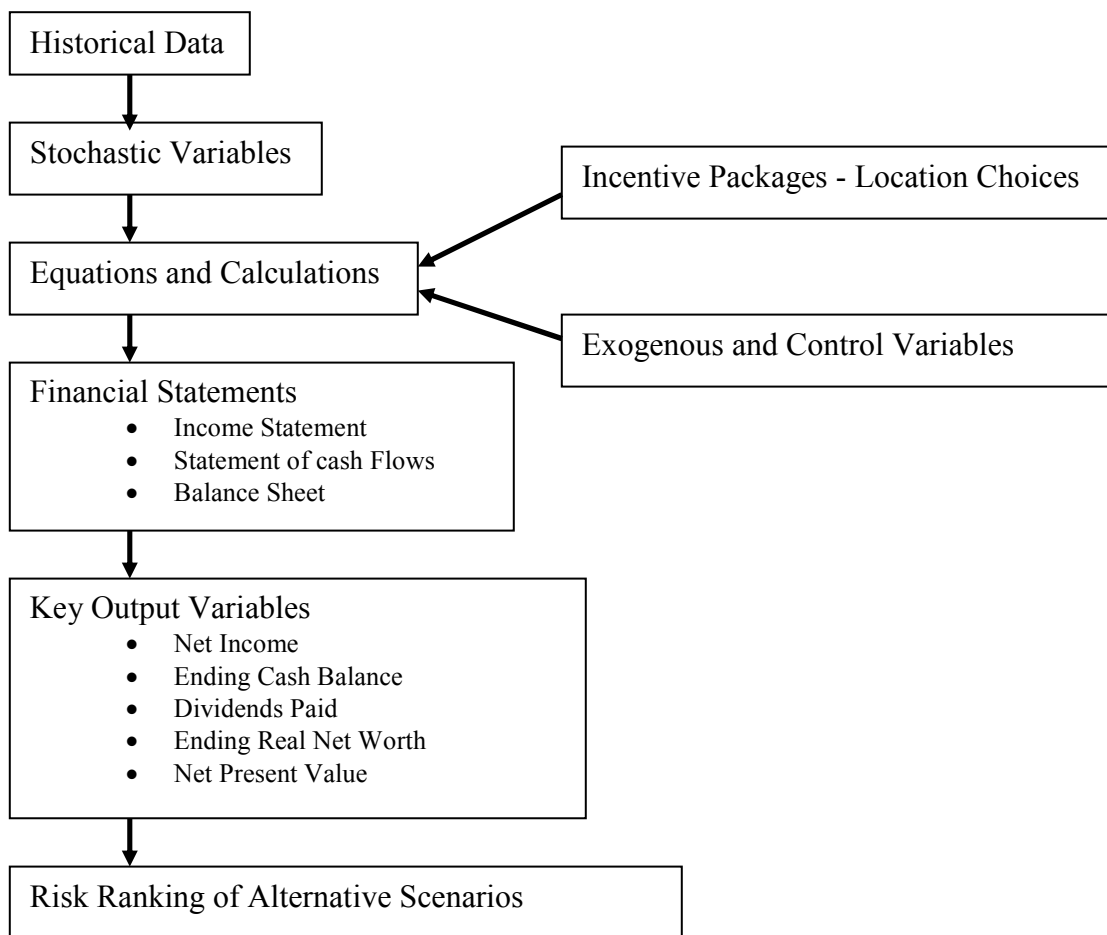 Historical Data
Stochastic Variables
Incentive Packages - Location Choices
Equations and Calculations
Exogenous and Control Variables
Financial Statements
• Income Statement
• Statement of cash Flows
• Balance Sheet
Key Output Variables
• Net Income
• Ending Cash Balance
• Dividends Paid
• Ending Real Net Worth
• Net Present Value
Risk Ranking of Alternative Scenarios